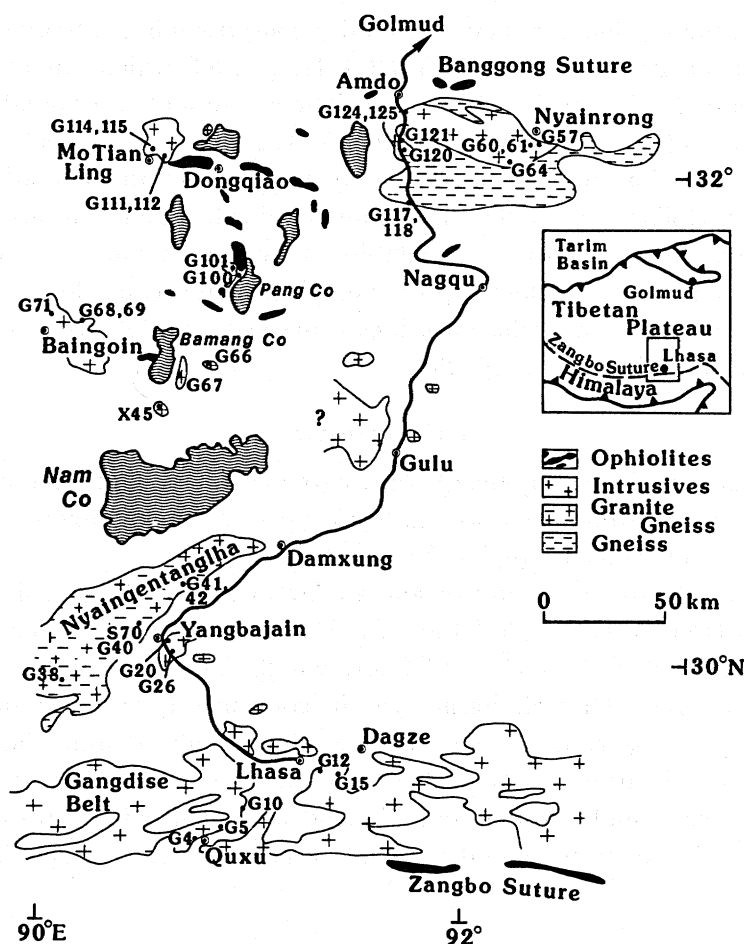 Golmud
Banggong Suture
Amdo
G124,125
Nyainrong
G114,115
G121
G60,61
G57
MoTian
Ling
G120
G64
Dongqiao
32°
G111,112
G117,
118
G101
G100
Nagqu
Pang Co
Tarim
Basin
Golmud
Tibetan
Plateau
Zangbo Suture
Lhasa
Himalaya
G71
G68,69
Baingoin
Bamang Co
G66
G67
X45
?
Gulu
Nam
Co
Ophiolites
Intrusives
Granite
Gneiss
Gneiss
Damxung
Nyainqentanglha
G41,
42
0 50 km
S70
Yangbajain
G40
G20
G38
G26
30°N
Dagze
Lhasa
G12
G15
Gangdise
Belt
G10
G5
G4
Quxu
Zangbo Suture
90°E
92°